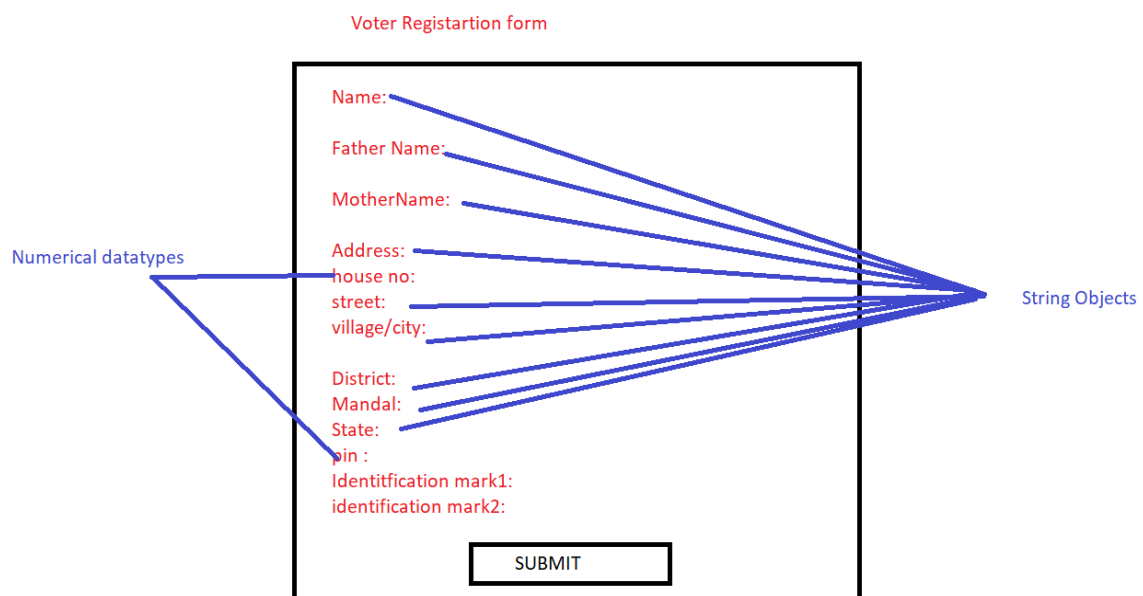 Voter Registartion form
Name:
Father Name:
MotherName:
Address:
Numerical datatypes
house no:
street:
String Objects
village/city:
District:
Mandal:
State:
pin :
Identitfication mark1:
identification mark2:
SUBMIT